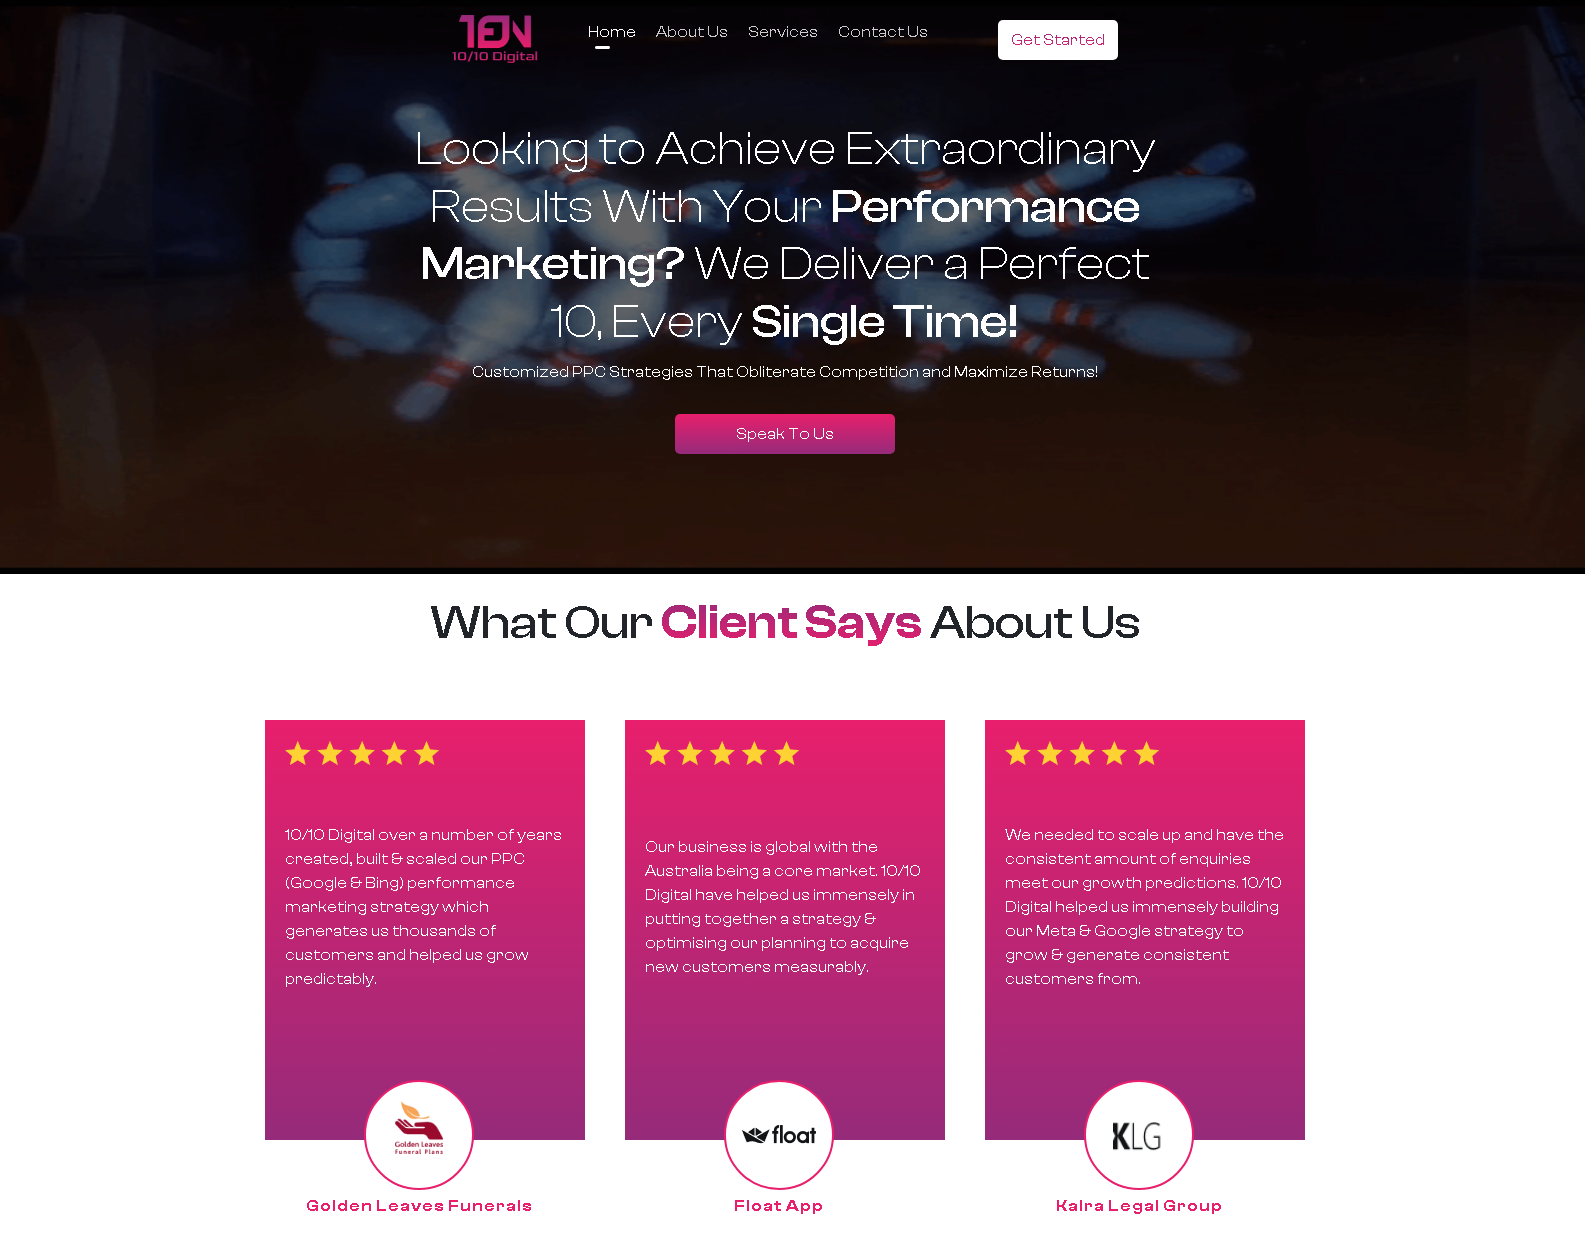 10N
10/10 Digital
Home About Us Services Contact Us
Get Started
Looking to Achieve Extraordinary
Results With Your Performance
Marketing? We Deliver a Perfect
10, Every Single Time!
Customized PPC Strategies That Obliterate Competition and Maximize Returns!
Speak To Us
What Our Client Says About Us
10/10 Digital over a number of years
created, built & scaled our PPC
(Google & Bing) performance
marketing strategy which
generates us thousands of
customers and helped us grow
predictably.
Golden Leaves
Funeral Plans
Golden Leaves Funerals
Our business is global with the
Australia being a core market. 10/10
Digital have helped us immensely in
putting together a strategy &
optimising our planning to acquire
new customers measurably.
float
Float App
We needed to scale up and have the
consistent amount of enquiries
meet our growth predictions. 10/10
Digital helped us immensely building
our Meta & Google strategy to
grow & generate consistent
customers from.
KLG
Kalra Legal Group